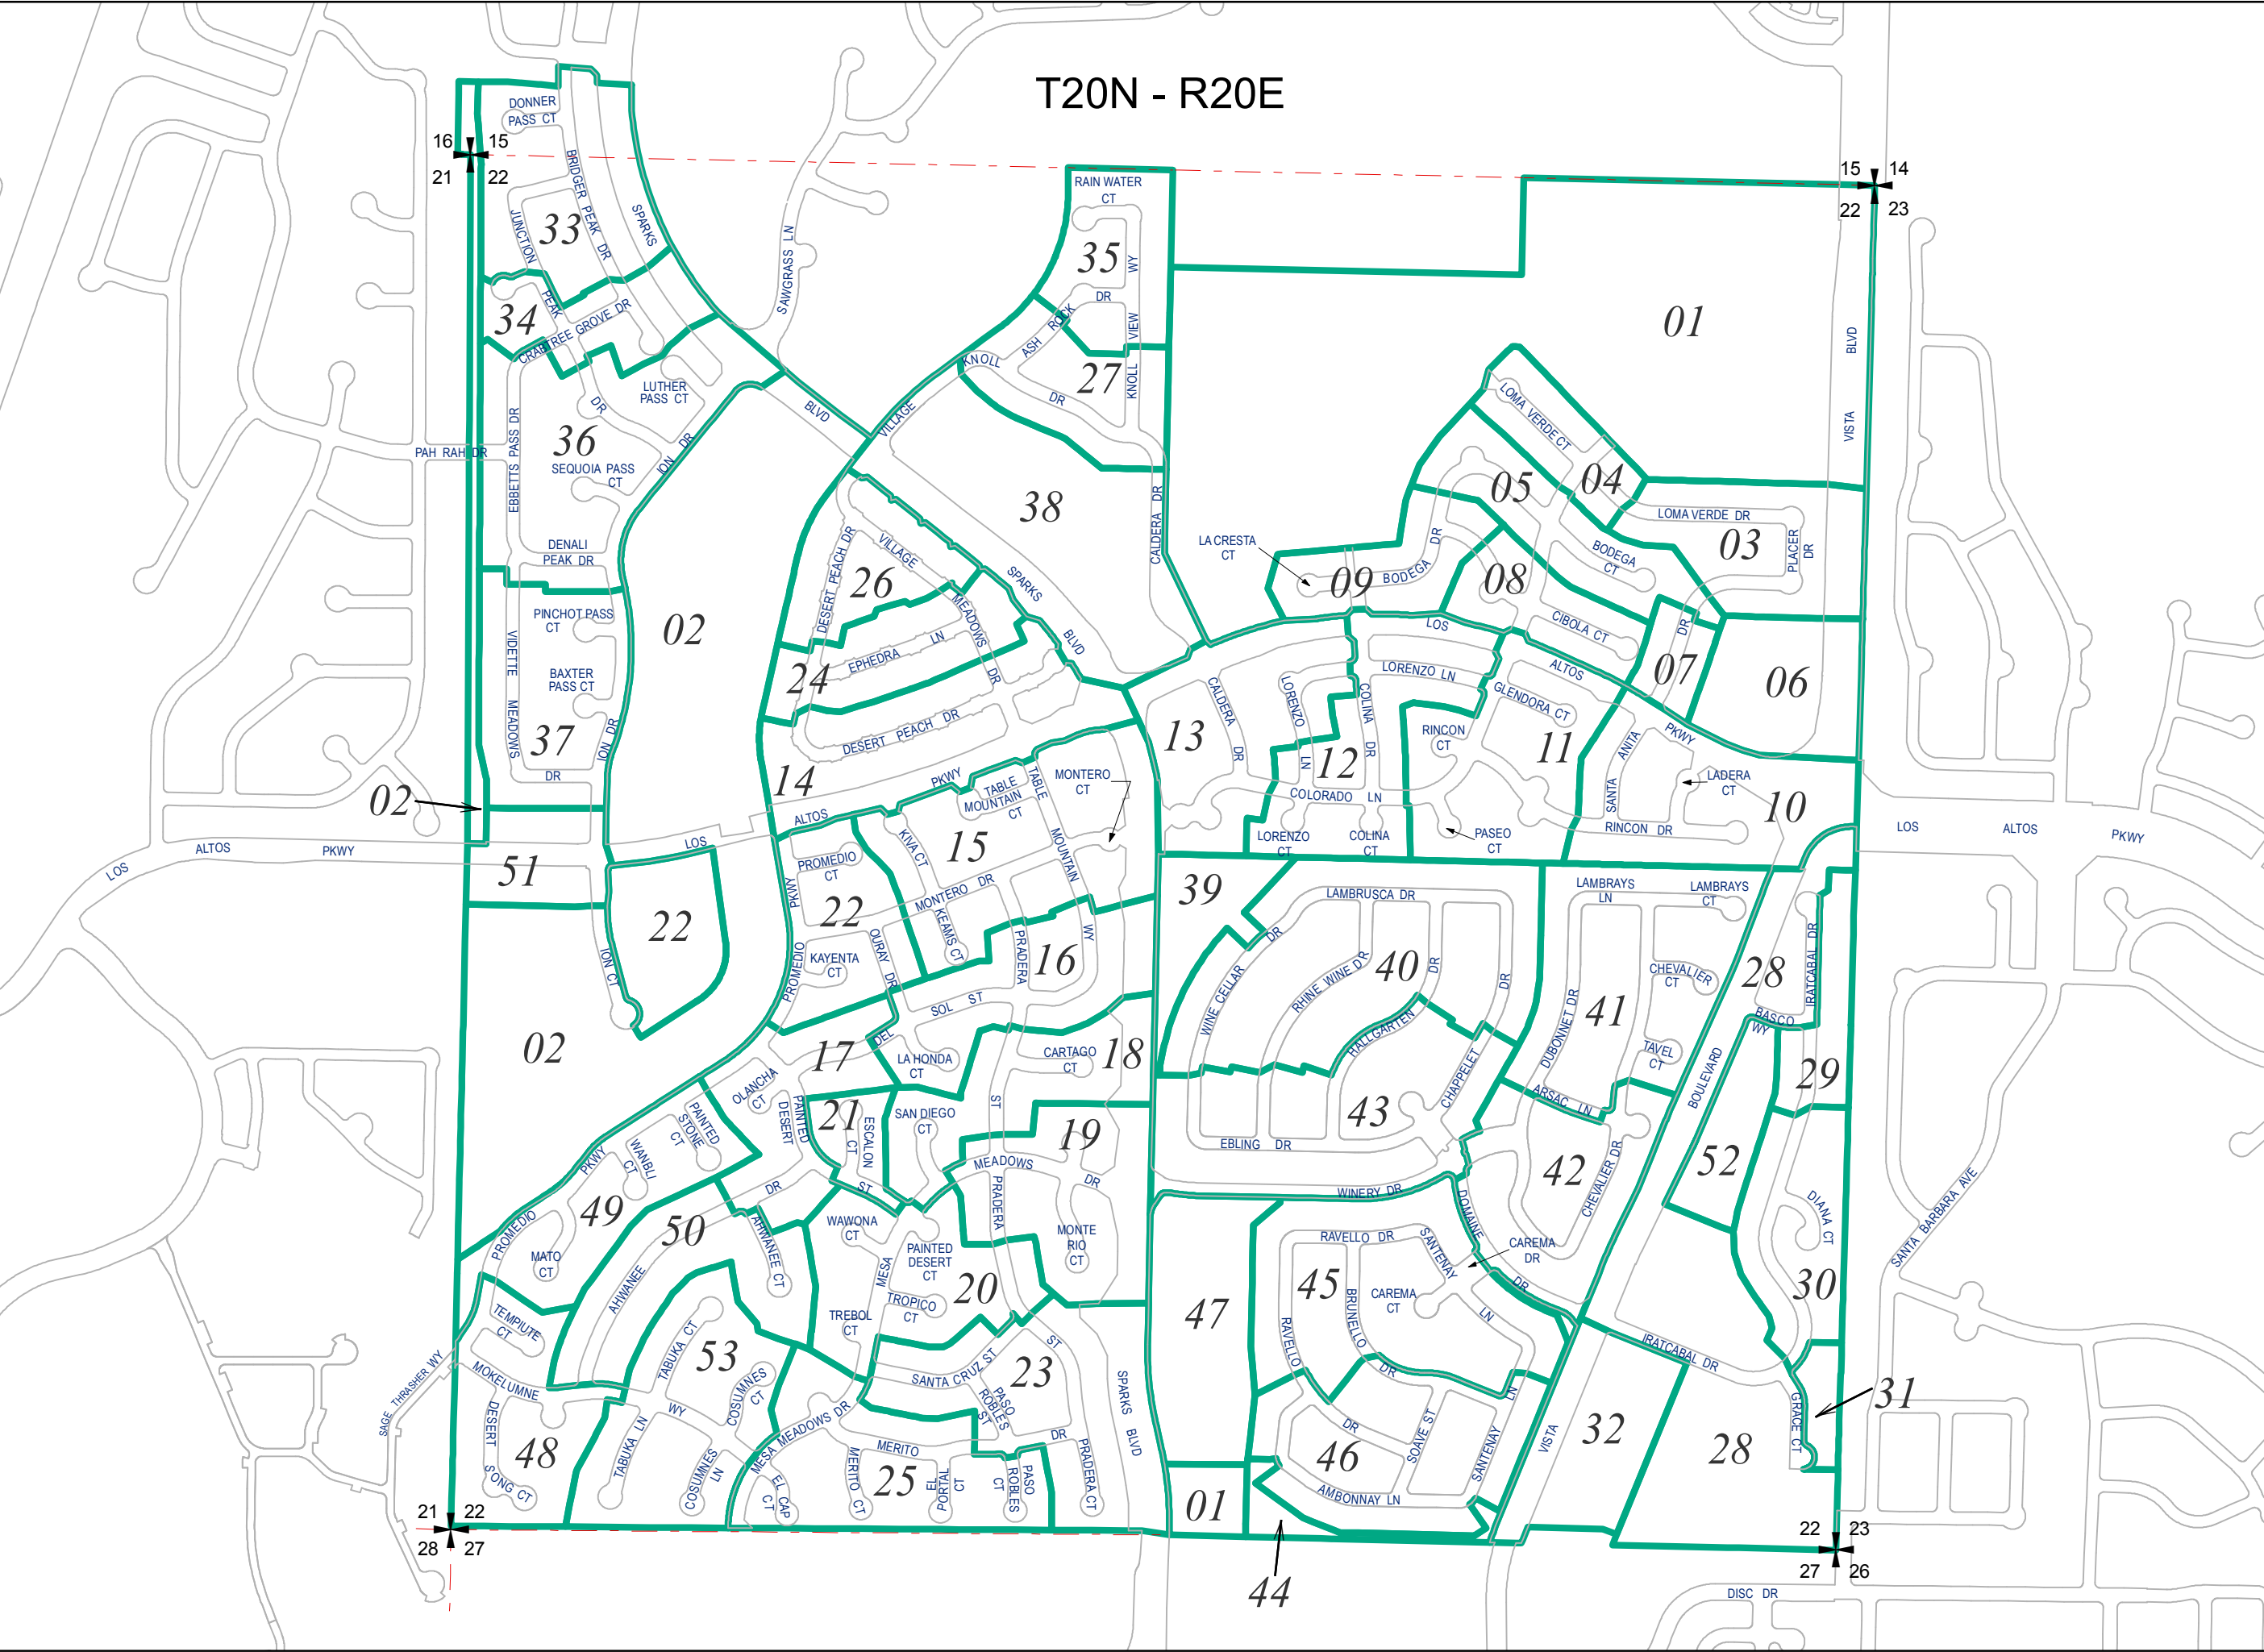 T20N - R20E
16
15
21
22
15
14
22
23
DONNER
PASS CT
BRIDGER PEAK DR
JUNCTION
PEAK
33
SPARKS
34
CRABTREE GROVE DR
DR
LUTHER
PASS CT
EBBETTS PASS DR
36
SEQUOIA PASS
CT
ION DR
PAH RAH DR
DENALI
PEAK DR
PINCHOT PASS
CT
VIDETTE MEADOWS
DR
BAXTER
PASS CT
37
ION DR
02
02
SAWGRASS LN
BLVD
VILLAGE
RAIN WATER
CT
35
WY
DR
ASH ROCK
VIEW
KNOLL
KNOLL
DR
27
38
CALDERA DR
01
VISTA BLVD
LOMA VERDE CT
05
04
LOMA VERDE DR
03
PLACER
DR
LA CRESTA
CT
09
BODEGA DR
08
BODEGA
CT
CIBOLA CT
07
DR
06
LOS
ALTOS
PKWY
DESERT PEACH DR
VILLAGE
MEADOWS
DR
26
24
EPHEDRA LN
SPARKS
BLVD
DESERT PEACH DR
14
13
CALDERA
DR
LORENZO
LN
LORENZO LN
COLINA
DR
12
GLENDORA CT
RINCON
CT
11
SANTA ANITA
LADERA
CT
10
COLORADO LN
LORENZO
CT
COLINA
CT
PASEO
CT
RINCON DR
LOS ALTOS PKWY
LOS ALTOS PKWY
51
LOS
ALTOS
PKWY
22
ION CT
02
TABLE
MOUNTAIN
CT
TABLE
MOUNTAIN
WY
MONTERO
CT
15
KIVA CT
PROMEDIO
CT
PKWY
PROMEDIO
22
MONTERO DR
KEAMS CT
OURAY DR
KAYENTA
CT
PRADERA
16
SOL ST
DEL
17
LA HONDA
CT
CARTAGO
CT
18
ST
OLANCHA
CT
PAINTED
DESERT
21
ESCALON
CT
SAN DIEGO
CT
19
PAINTED
STONE
CT
WANBLI
CT
PKWY
PROMEDIO
49
MATO
CT
50
DR
AHWANEE
AHWANEE CT
ST
WAWONA
CT
MEADOWS
DR
PRADERA
MONTE
RIO
CT
PAINTED
DESERT
CT
MESA
20
TROPICO
CT
TREBOL
CT
TEMPIUTE
CT
SAGE THRASHER WY
MOKELUMNE
WY
DESERT
SONG CT
48
TABUKA CT
53
TABUKA LN
COSUMNES
CT
COSUMNES
LN
MESA MEADOWS DR
EL CAP
CT
SANTA CRUZ ST
ST
23
PASO
ROBLES
ST
MERITO
DR
MERITO CT
25
EL
PORTAL
CT
PASO
ROBLES
CT
PRADERA CT
SPARKS BLVD
39
LAMBRUSCA DR
WINE CELLAR
DR
RHINE WINE DR
40
DR
DR
HALLGARTEN
CHAPPELET
43
EBLING DR
LAMBRAYS
LN
LAMBRAYS
CT
CHEVALIER
CT
41
DUBONNET DR
TAVEL
CT
ARSAC LN
42
CHEVALIER DR
28
IRATCABAL DR
BASCO
WY
29
BOULEVARD
52
DIANA CT
30
SANTA BARBARA AVE
WINERY DR
DOMAINE
DR
47
RAVELLO DR
SANTENAY
LN
CAREMA
DR
45
CAREMA
CT
BRUNELLO
DR
RAVELLO
DR
SOAVE ST
SANTENAY
LN
46
AMBONNAY LN
01
44
VISTA
32
IRATCABAL DR
28
GRACE CT
31
21
22
28
27
22
23
27
26
DISC DR